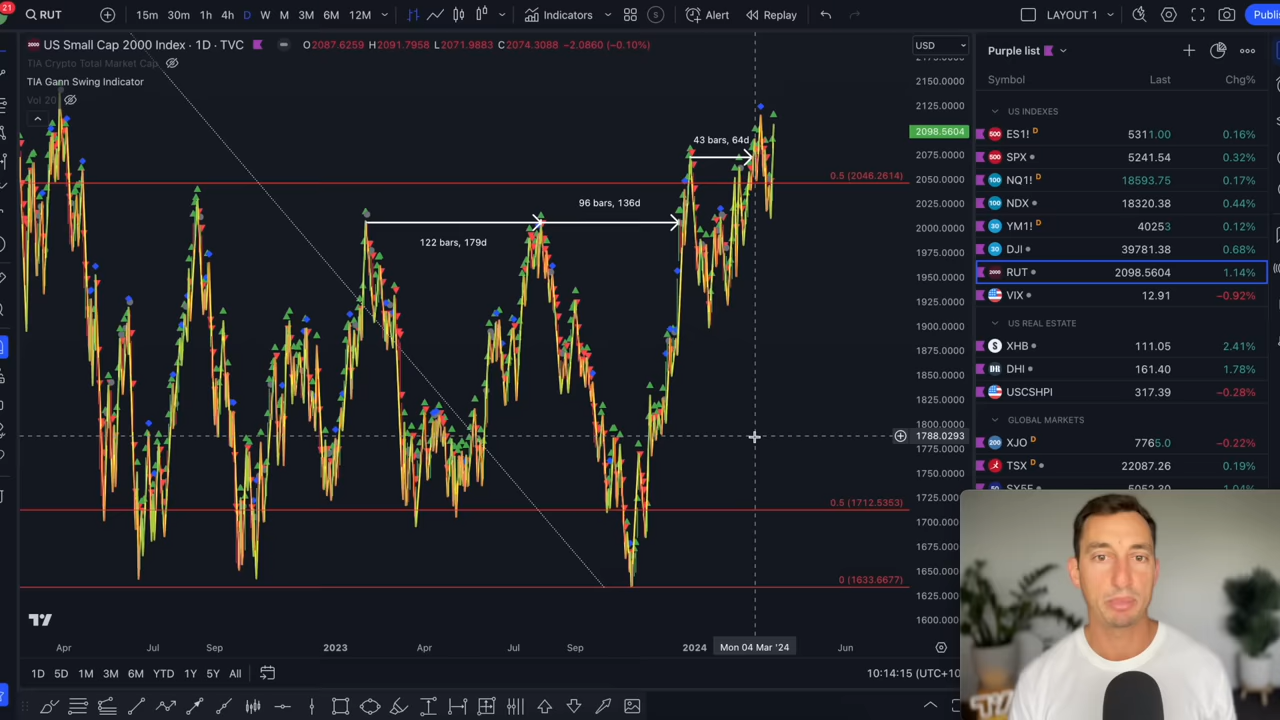 21
RUT
15m 30m 1h 4h D W M 3M 6M 12M
Indicators
S
Alert
Replay
LAYOUT 1
Publi
US Small Cap 2000 Index · 1D · TVC
O2087.6259 H2091.7958 L2071.9883 C2074.3088 −2.0860 (−0.10%)
TIA Crypto Total Market Cap
TIA Gann Swing Indicator
Vol 20
USD
2175.0000
2150.0000
2125.0000
2098.5604
2075.0000
2050.0000
2025.0000
2000.0000
1975.0000
1950.0000
1925.0000
1900.0000
1875.0000
1850.0000
1825.0000
1800.0000
1788.0293
1775.0000
1750.0000
1725.0000
1700.0000
1675.0000
1650.0000
1625.0000
1600.0000
43 bars, 64d
0.5 (2046.2614)
96 bars, 136d
122 bars, 179d
0.5 (1712.5353)
0 (1633.6677)
Apr Jul Sep 2023 Apr Jul Sep 2024 Mon 04 Mar '24 Jun
1D 5D 1M 3M 6M YTD 1Y 5Y All
10:14:15 (UTC+10
Purple list
Symbol Last Chg%
US INDEXES
ES1! D 5311.00 0.16%
SPX 5241.54 0.32%
NQ1! D 18593.75 0.17%
NDX 18320.38 0.44%
YM1! D 40253 0.12%
DJI 39781.38 0.68%
RUT 2098.5604 1.14%
VIX 12.91 −0.92%
US REAL ESTATE
XHB 111.05 2.41%
DHI 161.40 1.78%
USCSHPI 317.39 −0.28%
GLOBAL MARKETS
XJO D 7765.0 −0.22%
TSX D 22087.26 0.19%